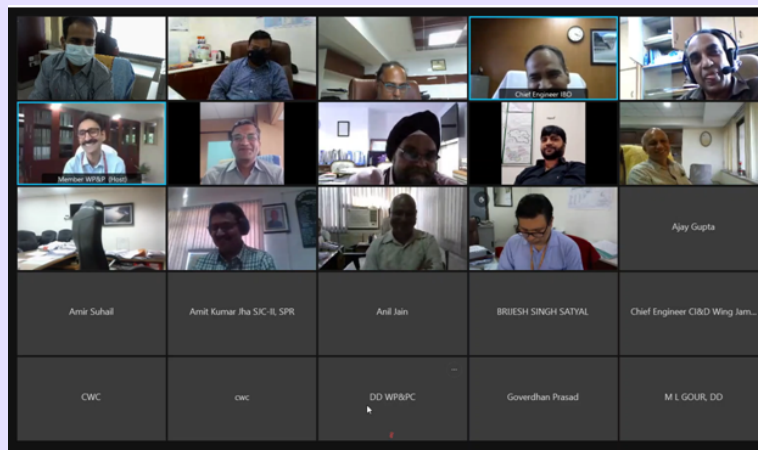 Chief Engineer IBO
Member WP&P (Host)
Ajay Gupta
Amir Suhail
Amit Kumar Jha SJC-II, SPR
Anil Jain
BRIJESH SINGH SATYAL
Chief Engineer CI&D Wing Jam...
CWC
cwc
DD WP&PC
Goverdhan Prasad
M L GOUR, DD